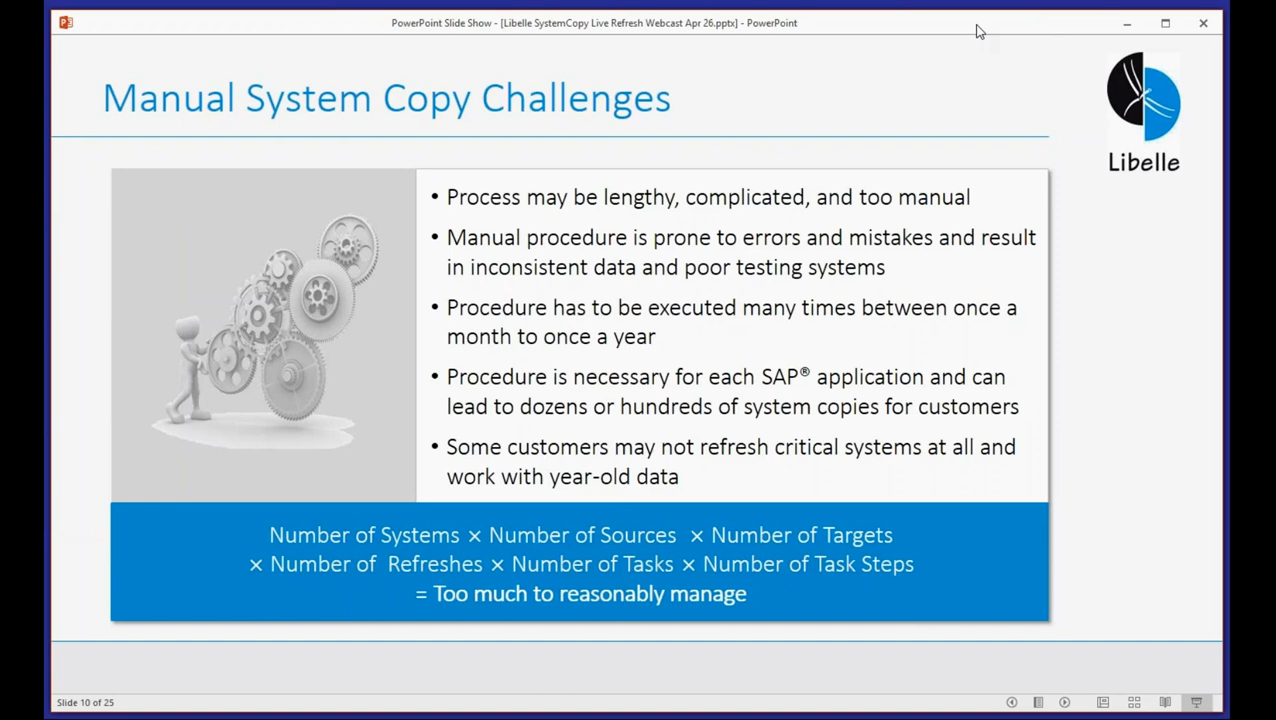 PowerPoint Slide Show - [Libelle SystemCopy Live Refresh Webcast Apr 26.pptx] - PowerPoint
Manual System Copy Challenges
Libelle
• Process may be lengthy, complicated, and too manual
• Manual procedure is prone to errors and mistakes and result
in inconsistent data and poor testing systems
• Procedure has to be executed many times between once a
month to once a year
• Procedure is necessary for each SAP® application and can
lead to dozens or hundreds of system copies for customers
• Some customers may not refresh critical systems at all and
work with year-old data
Number of Systems × Number of Sources × Number of Targets
× Number of Refreshes × Number of Tasks × Number of Task Steps
= Too much to reasonably manage
Slide 10 of 25